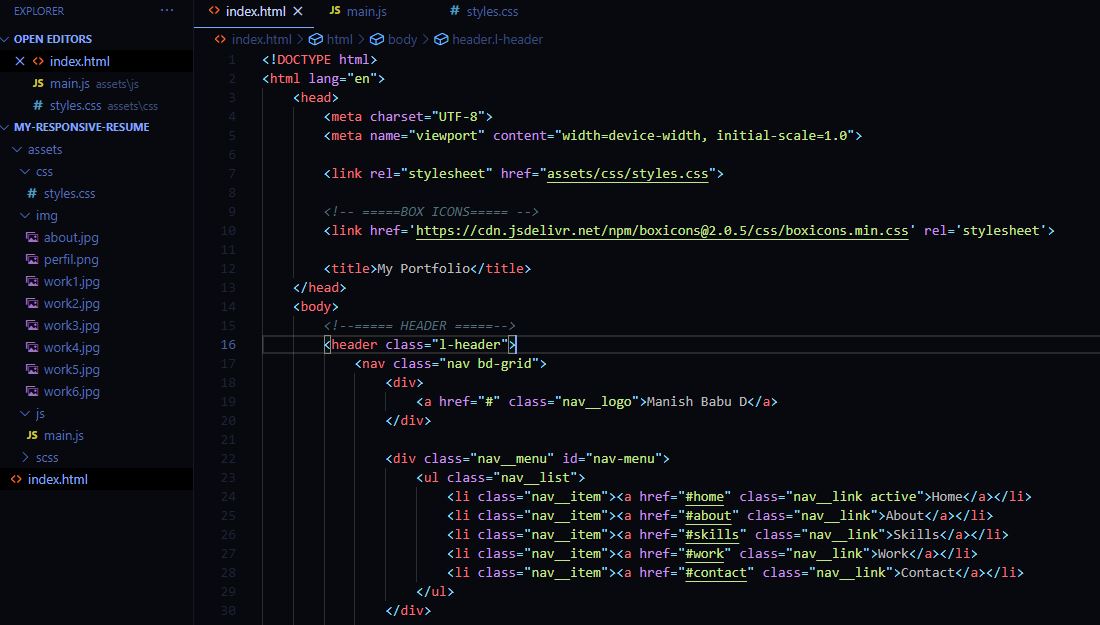 EXPLORER ...
OPEN EDITORS
index.html
JS main.js assets\js
# styles.css assets\css
MY-RESPONSIVE-RESUME
assets
css
# styles.css
img
about.jpg
perfil.png
work1.jpg
work2.jpg
work3.jpg
work4.jpg
work5.jpg
work6.jpg
js
JS main.js
scss
<> index.html
<> index.html JS main.js # styles.css
<> index.html > html > body > header.l-header
1 <!DOCTYPE html>
2 <html lang="en">
3 <head>
4 <meta charset="UTF-8">
5 <meta name="viewport" content="width=device-width, initial-scale=1.0">
6
7 <link rel="stylesheet" href="assets/css/styles.css">
8
9 <!-- =====BOX ICONS===== -->
10 <link href='https://cdn.jsdelivr.net/npm/boxicons@2.0.5/css/boxicons.min.css' rel='stylesheet'>
11
12 <title>My Portfolio</title>
13 </head>
14 <body>
15 <!--===== HEADER =====-->
16 <header class="l-header">
17 <nav class="nav bd-grid">
18 <div>
19 <a href="#" class="nav__logo">Manish Babu D</a>
20 </div>
21
22 <div class="nav__menu" id="nav-menu">
23 <ul class="nav__list">
24 <li class="nav__item"><a href="#home" class="nav__link active">Home</a></li>
25 <li class="nav__item"><a href="#about" class="nav__link">About</a></li>
26 <li class="nav__item"><a href="#skills" class="nav__link">Skills</a></li>
27 <li class="nav__item"><a href="#work" class="nav__link">Work</a></li>
28 <li class="nav__item"><a href="#contact" class="nav__link">Contact</a></li>
29 </ul>
30 </div>